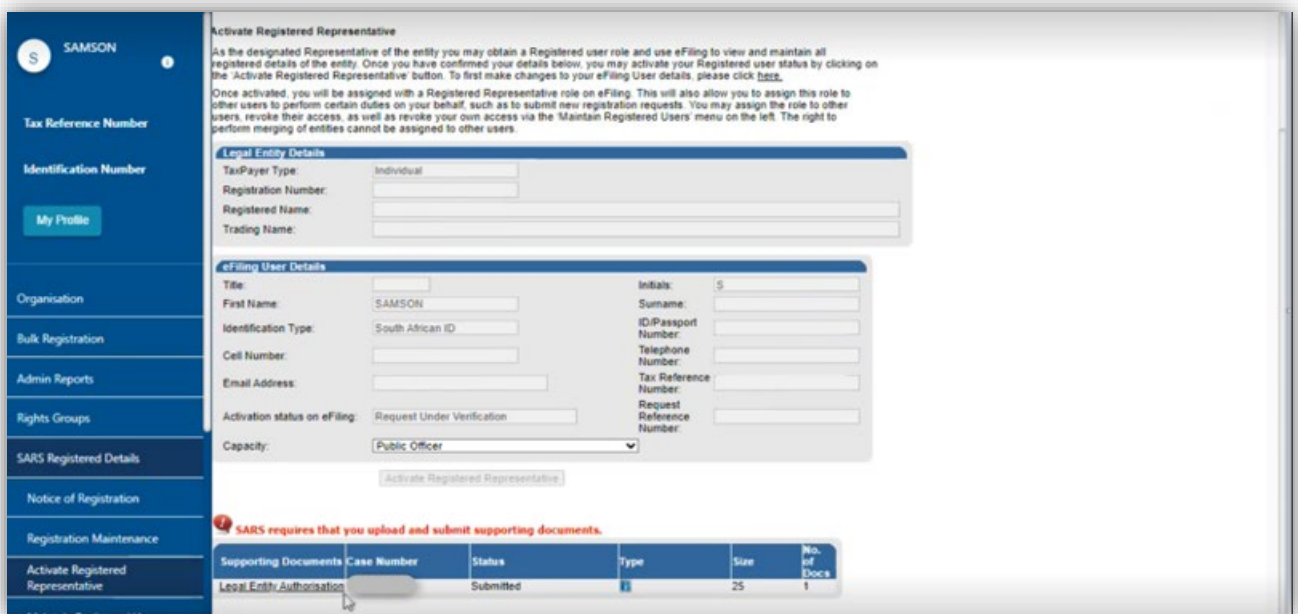 S
SAMSON
Tax Reference Number
Identification Number
My Profile
Organisation
Bulk Registration
Admin Reports
Rights Groups
SARS Registered Details
Notice of Registration
Registration Maintenance
Activate Registered
Representative
Activate Registered Representative
As the designated Representative of the entity you may obtain a Registered user role and use eFiling to view and maintain all
registered details of the entity. Once you have confirmed your details below, you may activate your Registered user status by clicking on
the 'Activate Registered Representative' button. To first make changes to your eFiling User details, please click here.
Once activated, you will be assigned with a Registered Representative role on eFiling. This will also allow you to assign this role to
other users to perform certain duties on your behalf, such as to submit new registration requests. You may assign the role to other
users, revoke their access, as well as revoke your own access via the 'Maintain Registered Users' menu on the left. The right to
perform merging of entities cannot be assigned to other users.
Legal Entity Details
TaxPayer Type: Individual
Registration Number:
Registered Name:
Trading Name:
eFiling User Details
Title: Initials: S
First Name: SAMSON Surname:
Identification Type: South African ID ID/Passport
Number:
Cell Number: Telephone
Number:
Email Address: Tax Reference
Number:
Activation status on eFiling: Request Under Verification Request
Reference
Number:
Capacity: Public Officer
Activate Registered Representative
SARS requires that you upload and submit supporting documents.
Supporting Documents Case Number Status Type Size No.
of
Docs
Legal Entity Authorisation Submitted 25 1